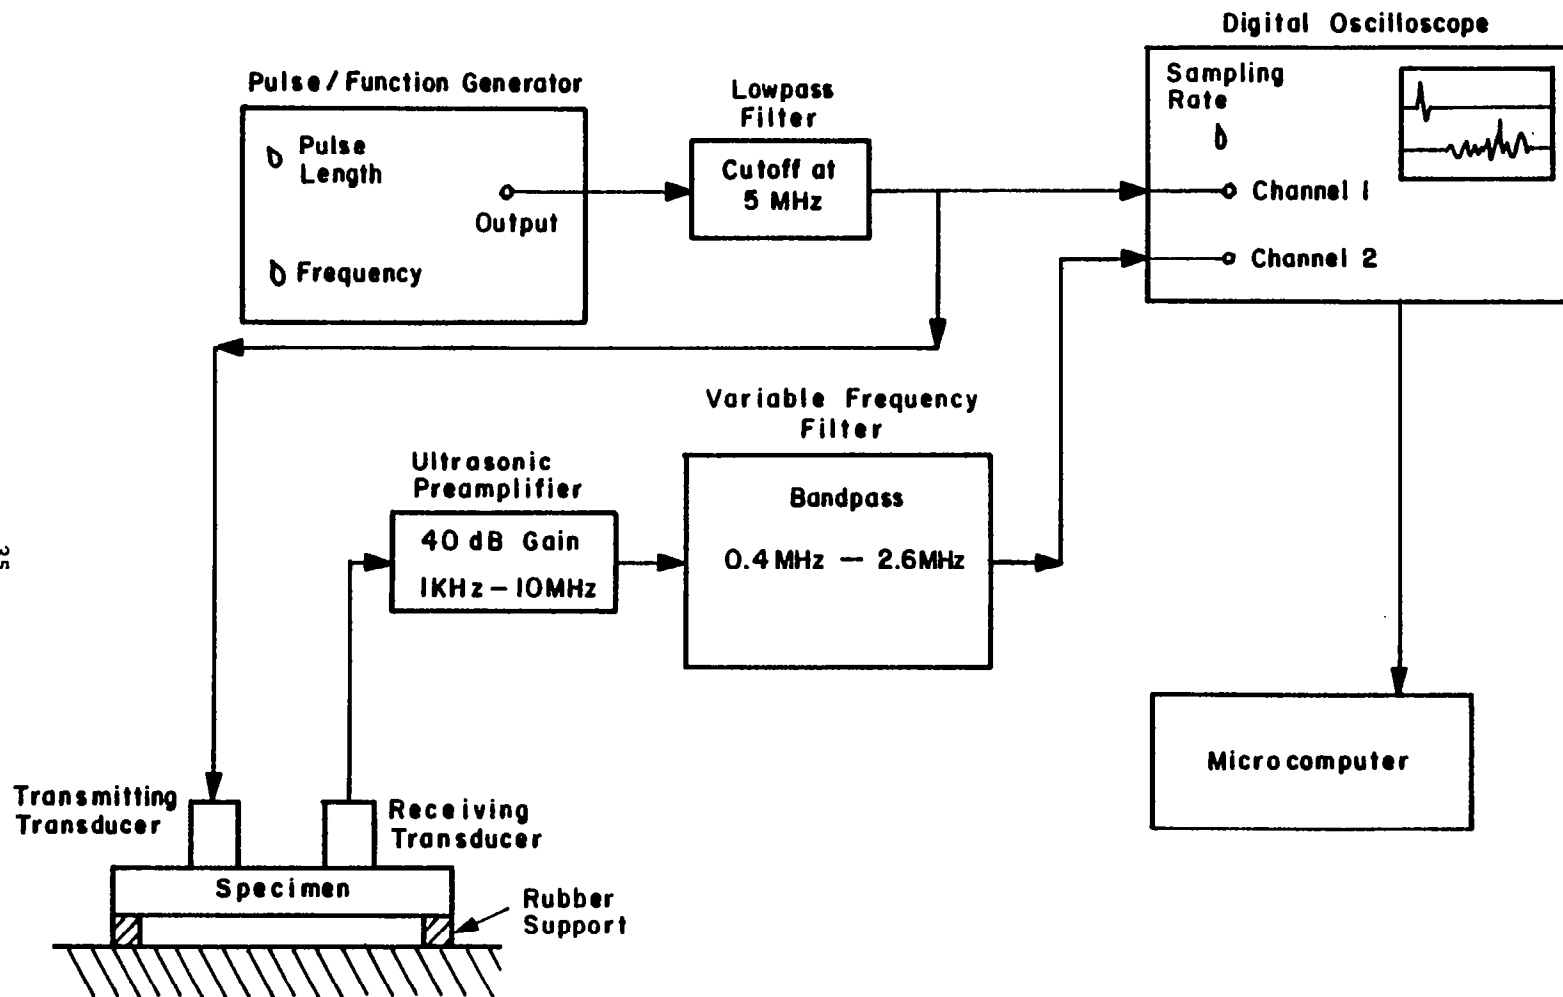 Digital Oscilloscope
Pulse/Function Generator
Lowpass
Filter
Sampling
Rate
Pulse
Length
Output
Frequency
Cutoff at
5 MHz
Channel 1
Channel 2
Variable Frequency
Filter
Ultrasonic
Preamplifier
40 dB Gain
1KHz – 10MHz
Bandpass
0.4 MHz — 2.6MHz
35
Microcomputer
Transmitting
Transducer
Receiving
Transducer
Specimen
Rubber
Support